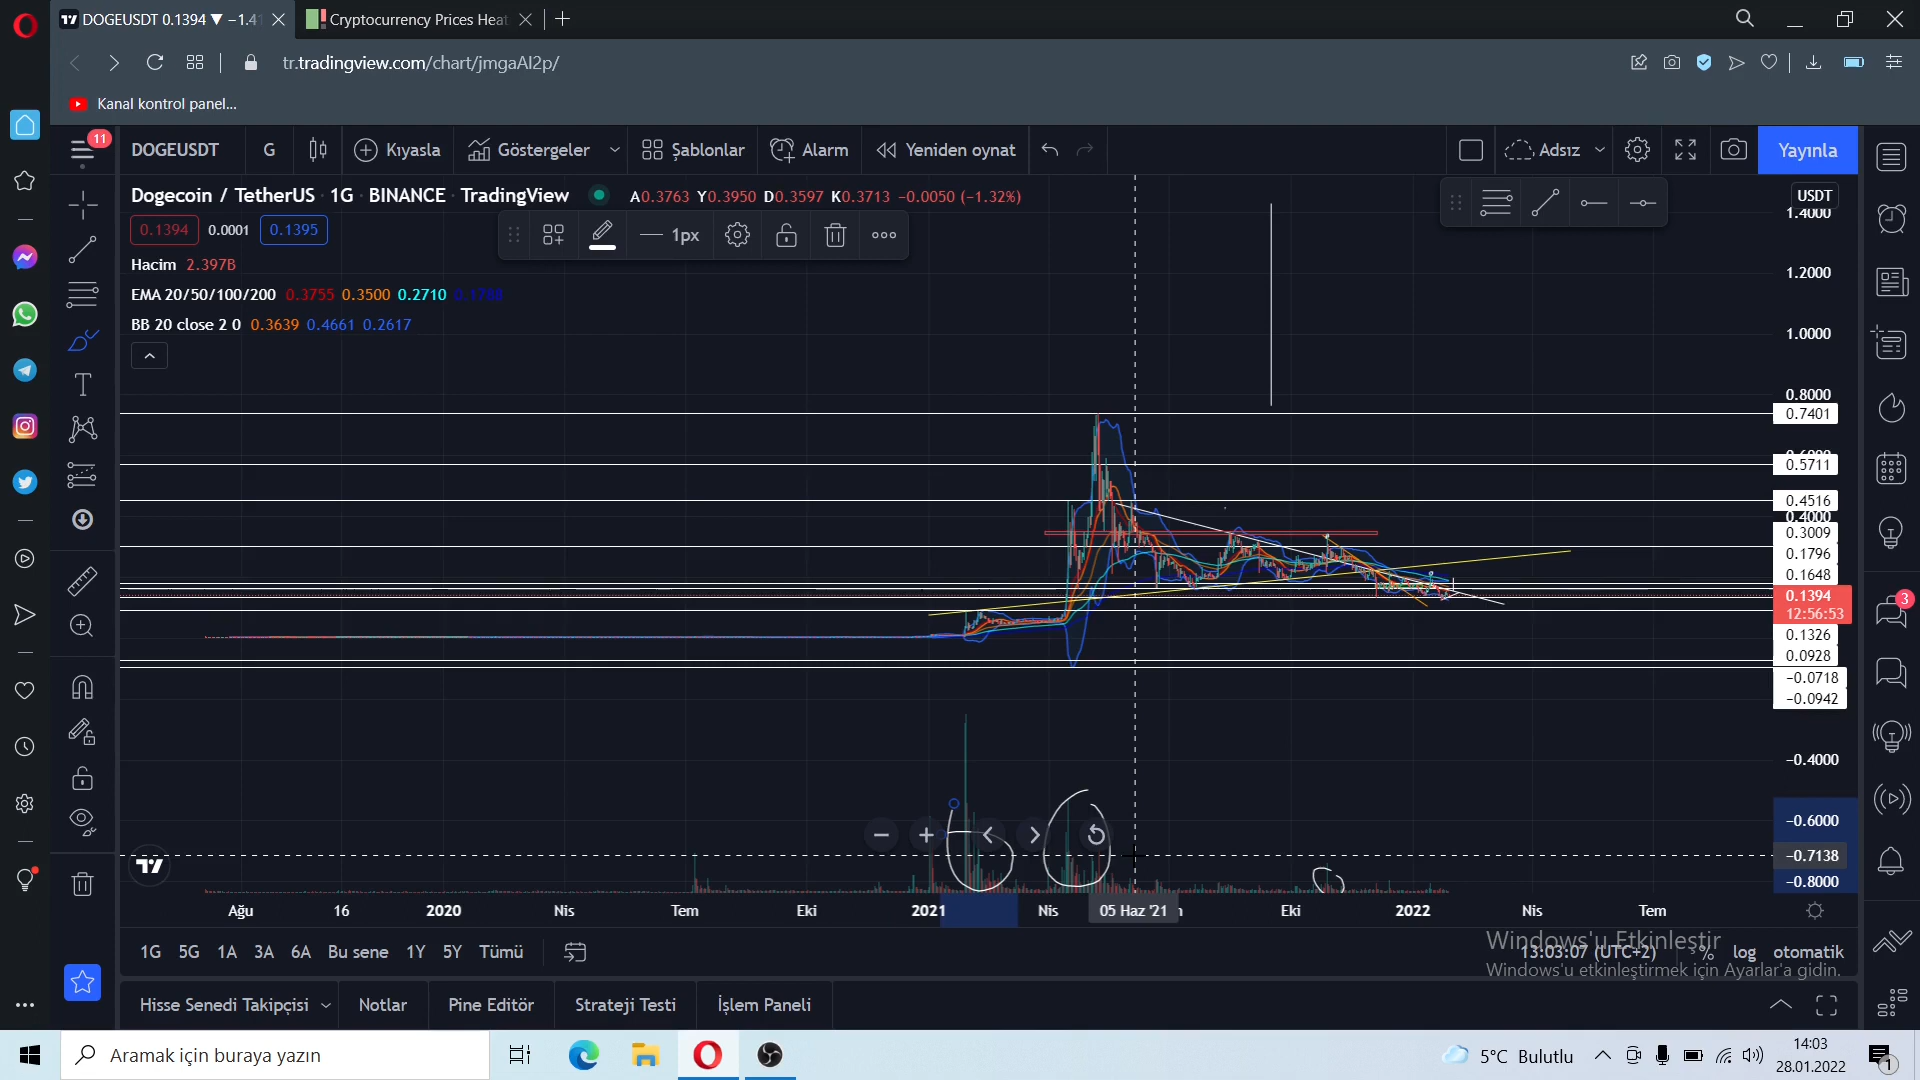 DOGEUSDT 0.1394 ▼ −1.41
Cryptocurrency Prices Heat
tr.tradingview.com/chart/jmgaAI2p/
Kanal kontrol panel...
11
DOGEUSDT
G
Kıyasla
Göstergeler
Şablonlar
Alarm
Yeniden oynat
Adsız
Yayınla
Dogecoin / TetherUS · 1G · BINANCE · TradingView
A0.3763 Y0.3950 D0.3597 K0.3713 −0.0050 (−1.32%)
0.1394 0.0001 0.1395
1px
Hacim 2.397B
EMA 20/50/100/200 0.3755 0.3500 0.2710
BB 20 close 2 0 0.3639 0.4661 0.2617
USDT
1.4000
1.2000
1.0000
0.8000
0.7401
0.5711
0.4516
0.4000
0.3009
0.1796
0.1648
0.1394
12:56:53
0.1326
0.0928
−0.0718
−0.0942
−0.4000
−0.6000
−0.7138
−0.8000
3
Ağu 16 2020 Nis Tem Eki 2021 Nis 05 Haz '21 Eki 2022 Nis Tem
1G 5G 1A 3A 6A Bu sene 1Y 5Y Tümü
13:03:07 (UTC+2) % log otomatik
Windows'u Etkinleştir
Windows'u etkinleştirmek için Ayarlar'a gidin.
Hisse Senedi Takipçisi Notlar Pine Editör Strateji Testi İşlem Paneli
Aramak için buraya yazın
5°C Bulutlu
14:03
28.01.2022
1